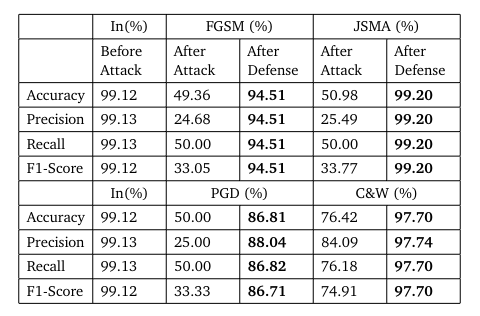 In(%) FGSM (%) JSMA (%)
Before Attack After Attack After Defense After Attack After Defense
Accuracy 99.12 49.36 94.51 50.98 99.20
Precision 99.13 24.68 94.51 25.49 99.20
Recall 99.13 50.00 94.51 50.00 99.20
F1-Score 99.12 33.05 94.51 33.77 99.20
In(%) PGD (%) C&W (%)
Accuracy 99.12 50.00 86.81 76.42 97.70
Precision 99.13 25.00 88.04 84.09 97.74
Recall 99.13 50.00 86.82 76.18 97.70
F1-Score 99.12 33.33 86.71 74.91 97.70